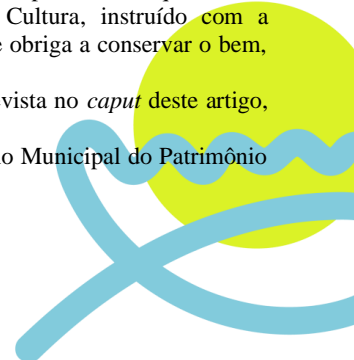 Cultura, instruído com a
obriga a conservar o bem,
vista no caput deste artigo,
Municipal do Patrimônio